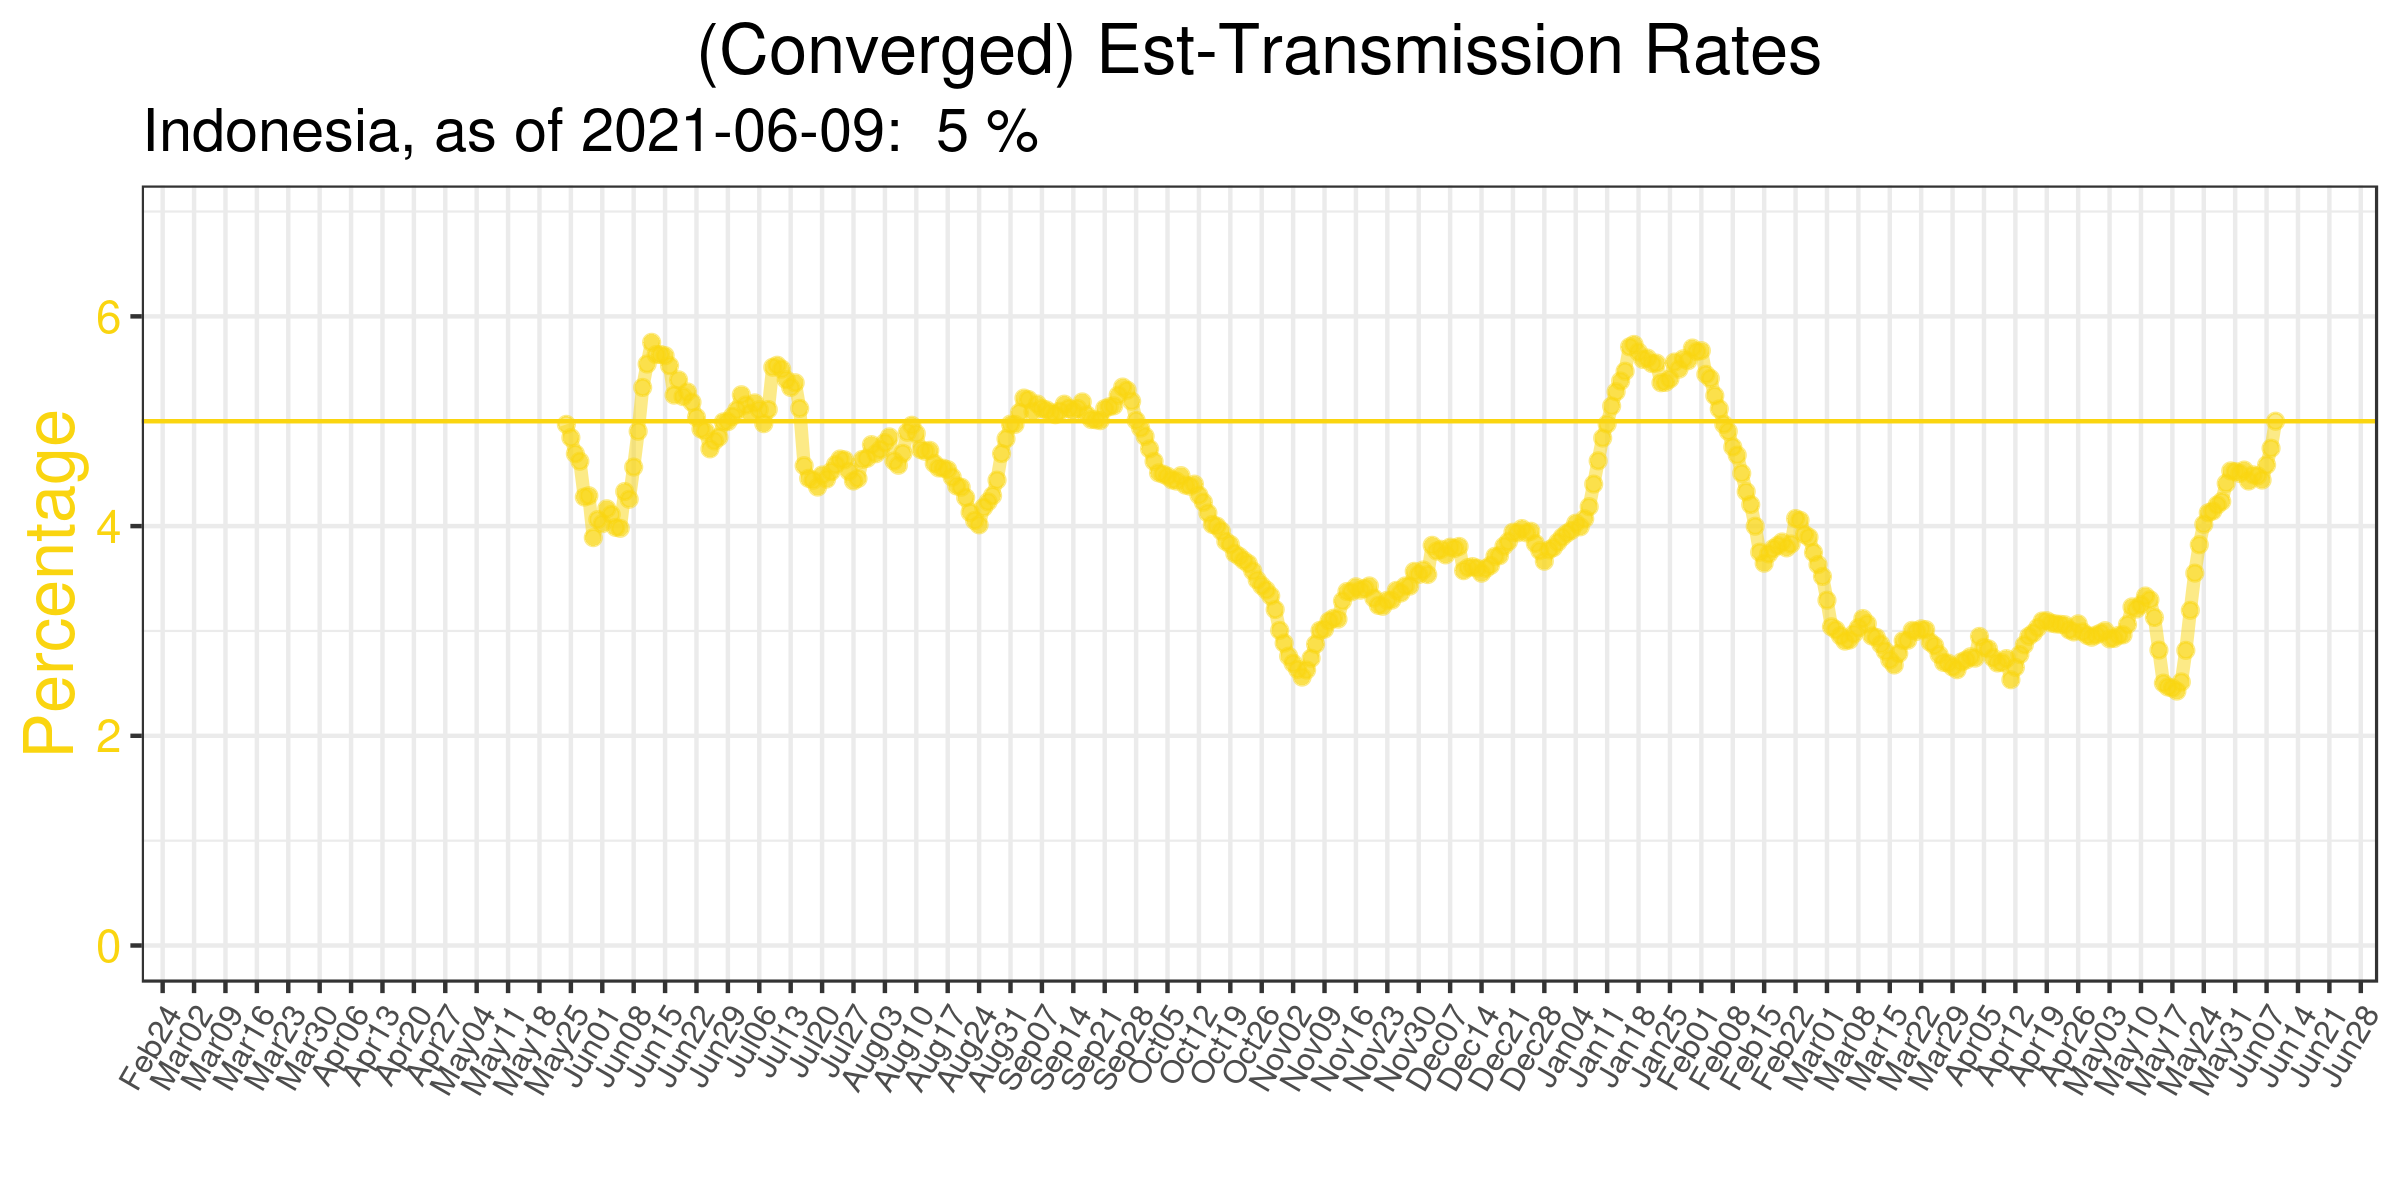 (Converged) Est-Transmission Rates
Indonesia, as of 2021-06-09:  5 %
Percentage
6
4
2
0
Feb24
Mar02
Mar09
Mar16
Mar23
Mar30
Apr06
Apr13
Apr20
Apr27
May04
May11
May18
May25
Jun01
Jun08
Jun15
Jun22
Jun29
Jul06
Jul13
Jul20
Jul27
Aug03
Aug10
Aug17
Aug24
Aug31
Sep07
Sep14
Sep21
Sep28
Oct05
Oct12
Oct19
Oct26
Nov02
Nov09
Nov16
Nov23
Nov30
Dec07
Dec14
Dec21
Dec28
Jan04
Jan11
Jan18
Jan25
Feb01
Feb08
Feb15
Feb22
Mar01
Mar08
Mar15
Mar22
Mar29
Apr05
Apr12
Apr19
Apr26
May03
May10
May17
May24
May31
Jun07
Jun14
Jun21
Jun28